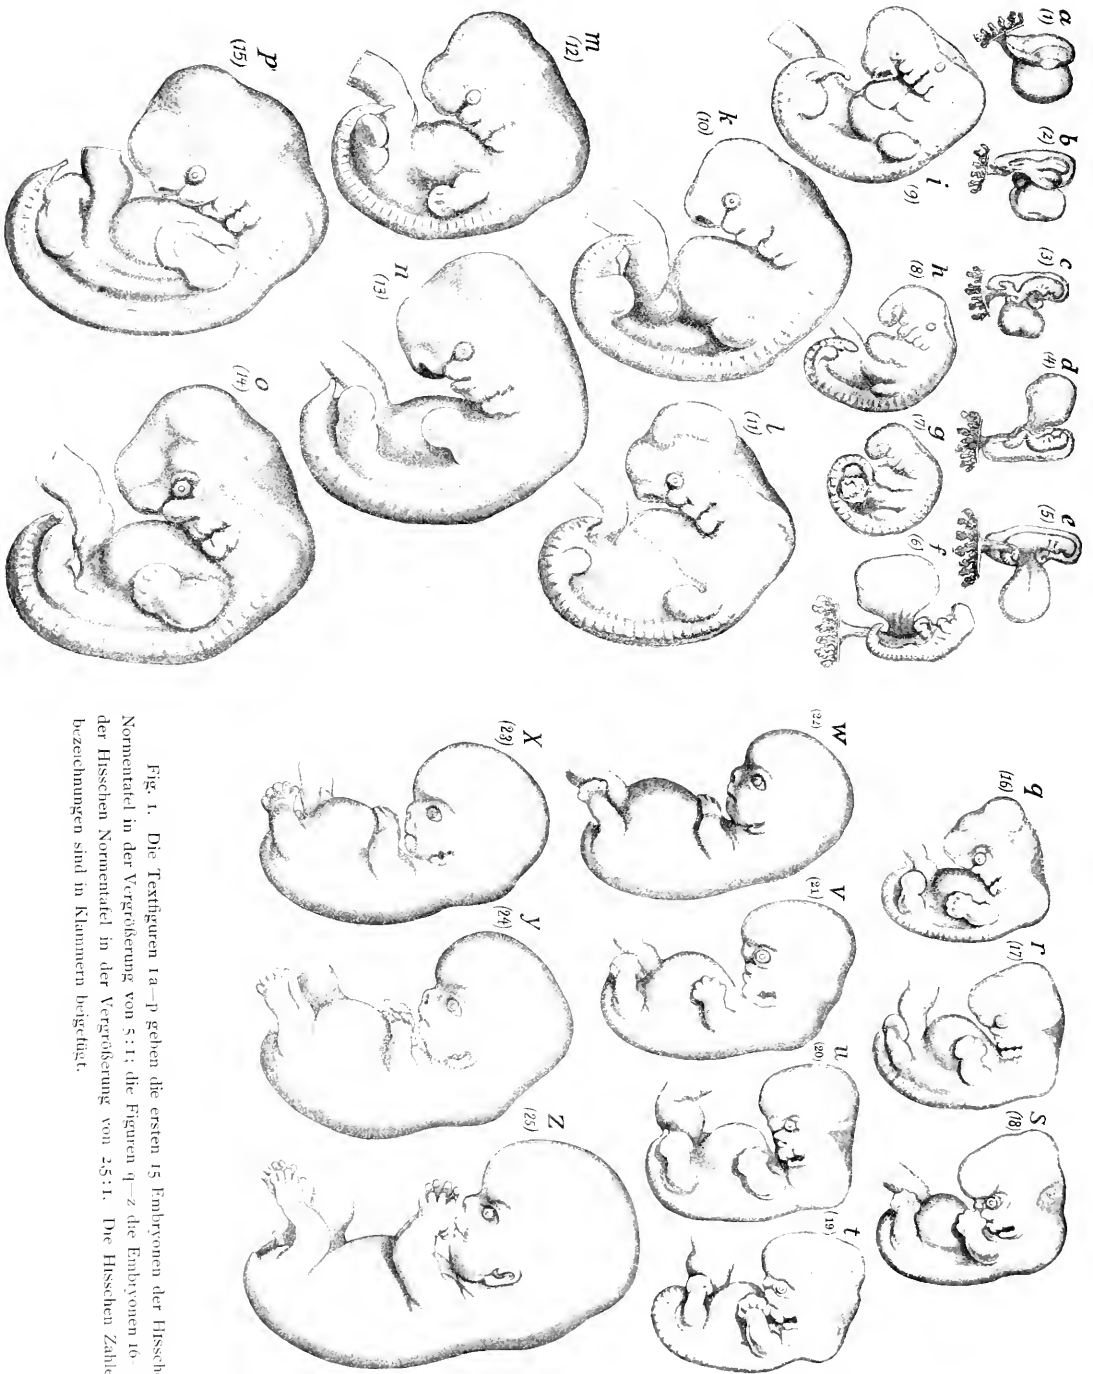 a
(1)
b
(2)
c
(3)
d
(4)
e
(5)
i
(9)
h
(8)
g
(7)
f
(6)
k
(10)
l
(11)
m
(12)
n
(13)
p
(15)
o
(14)
q
(16)
r
(17)
s
(18)
w
(22)
v
(21)
u
(20)
t
(19)
x
(23)
y
(24)
z
(25)
Fig. 1. Die Textfiguren 1a—p geben die ersten 15 Embryonen der
Normentafel in der Vergrößerung von 5:1; die Figuren q—z die Embryonen 16-
der Hisschen Normentafel in der Vergrößerung von 2,5:1. Die Hisschen
bezeichnungen sind in Klammern beigefügt.